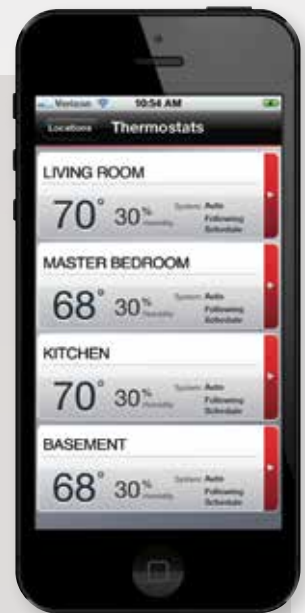 Verizon 10:54 AM
Locations Thermostats
LIVING ROOM
70° 30% Humidity System: Auto
Following
Schedule
MASTER BEDROOM
68° 30% Humidity System: Auto
Following
Schedule
KITCHEN
70° 30% Humidity System: Auto
Following
Schedule
BASEMENT
68° 30% Humidity System: Auto
Following
Schedule